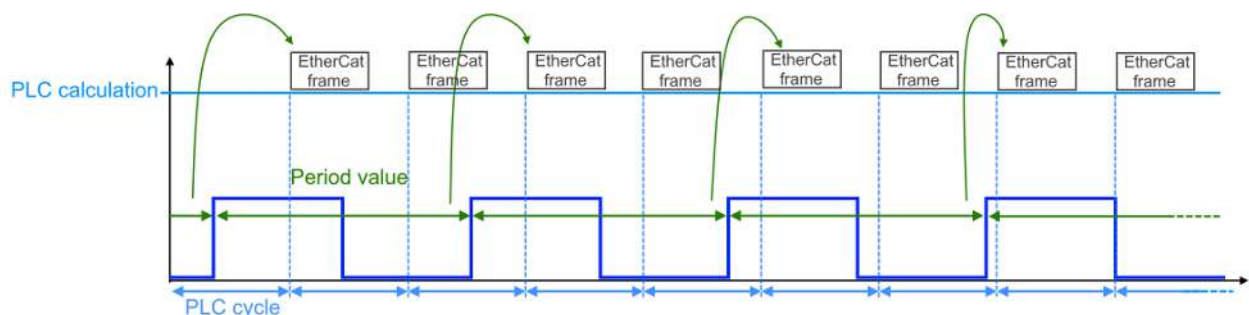 EtherCat
frame
EtherCat
frame
EtherCat
frame
EtherCat
frame
EtherCat
frame
EtherCat
frame
EtherCat
frame
EtherCat
frame
PLC calculation
Period value
PLC cycle